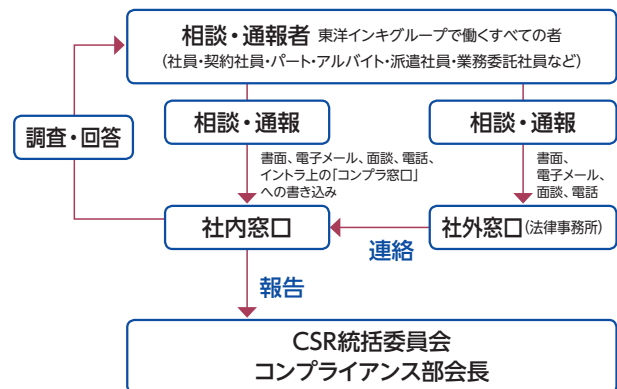 相談・通報者 東洋インキグループで働くすべての者
(社員・契約社員・パート・アルバイト・派遣社員・業務委託社員など)
調査・回答
相談・通報
相談・通報
書面、電子メール、面談、電話、
イントラ上の「コンプラ窓口」
への書き込み
書面、
電子メール、
面談、電話
社内窓口
社外窓口(法律事務所)
連絡
報告
CSR統括委員会
コンプライアンス部会長